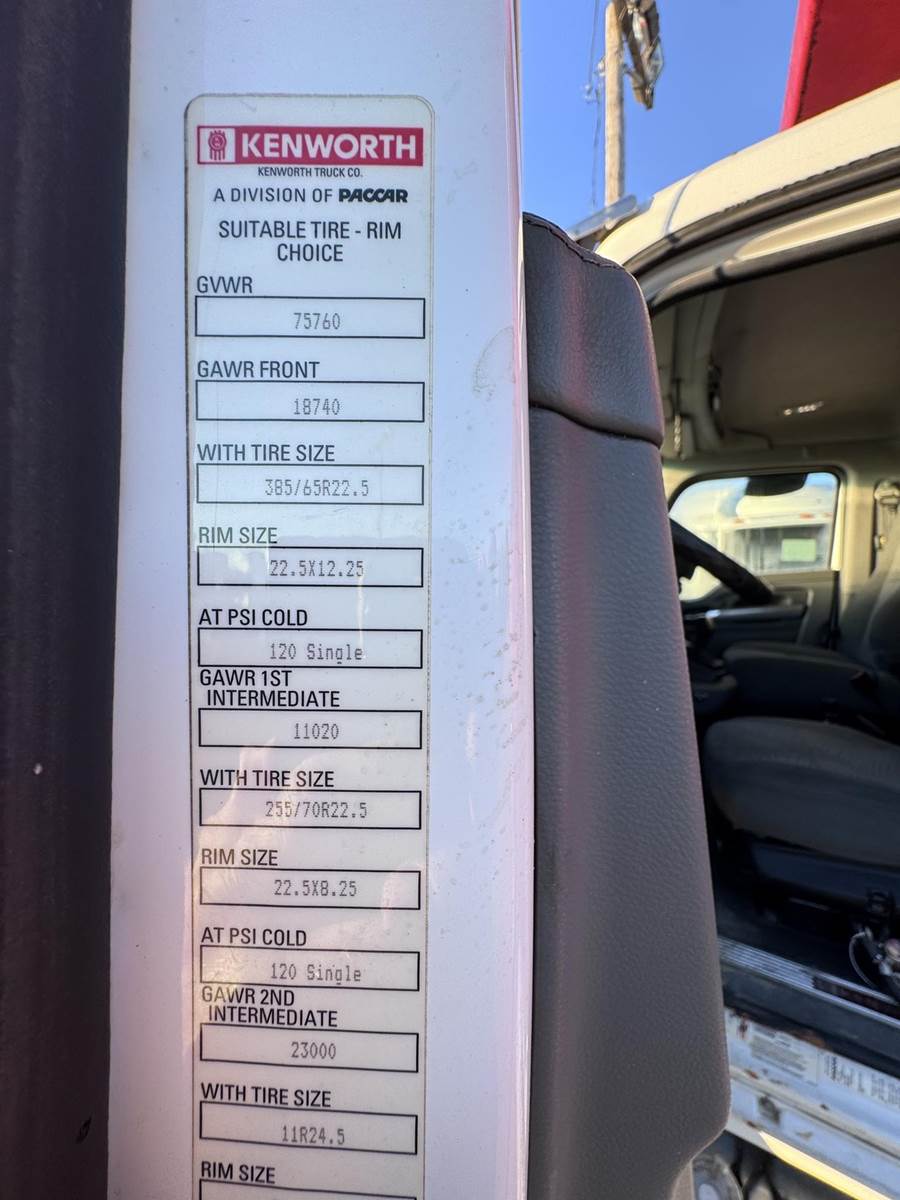 KENWORTH
KENWORTH TRUCK CO.
A DIVISION OF PACCAR
SUITABLE TIRE - RIM
CHOICE
GVWR
75760
GAWR FRONT
18740
WITH TIRE SIZE
385/65R22.5
RIM SIZE
22.5X12.25
AT PSI COLD
120 Single
GAWR 1ST
INTERMEDIATE
11020
WITH TIRE SIZE
255/70R22.5
RIM SIZE
22.5X8.25
AT PSI COLD
120 Single
GAWR 2ND
INTERMEDIATE
23000
WITH TIRE SIZE
11R24.5
RIM SIZE